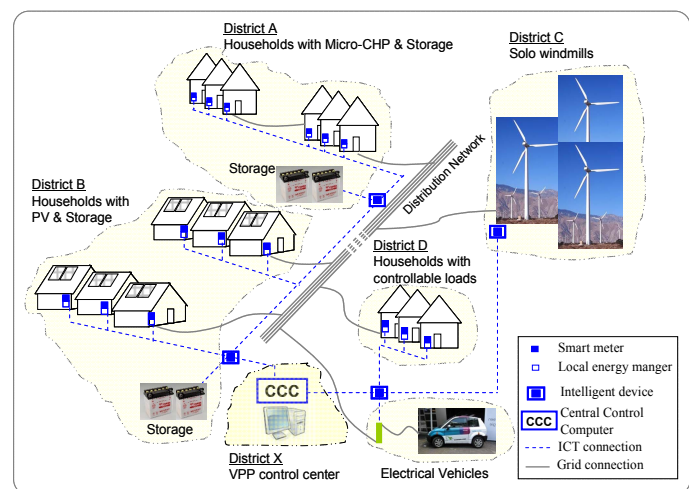 District A
Households with Micro-CHP & Storage
District C
Solo windmills
Storage
Distribution Network
District B
Households with
PV & Storage
District D
Households with
controllable loads
Storage
CCC
District X
VPP control center
Electrical Vehicles
Smart meter
Local energy manger
Intelligent device
CCC
Central Control
Computer
ICT connection
Grid connection